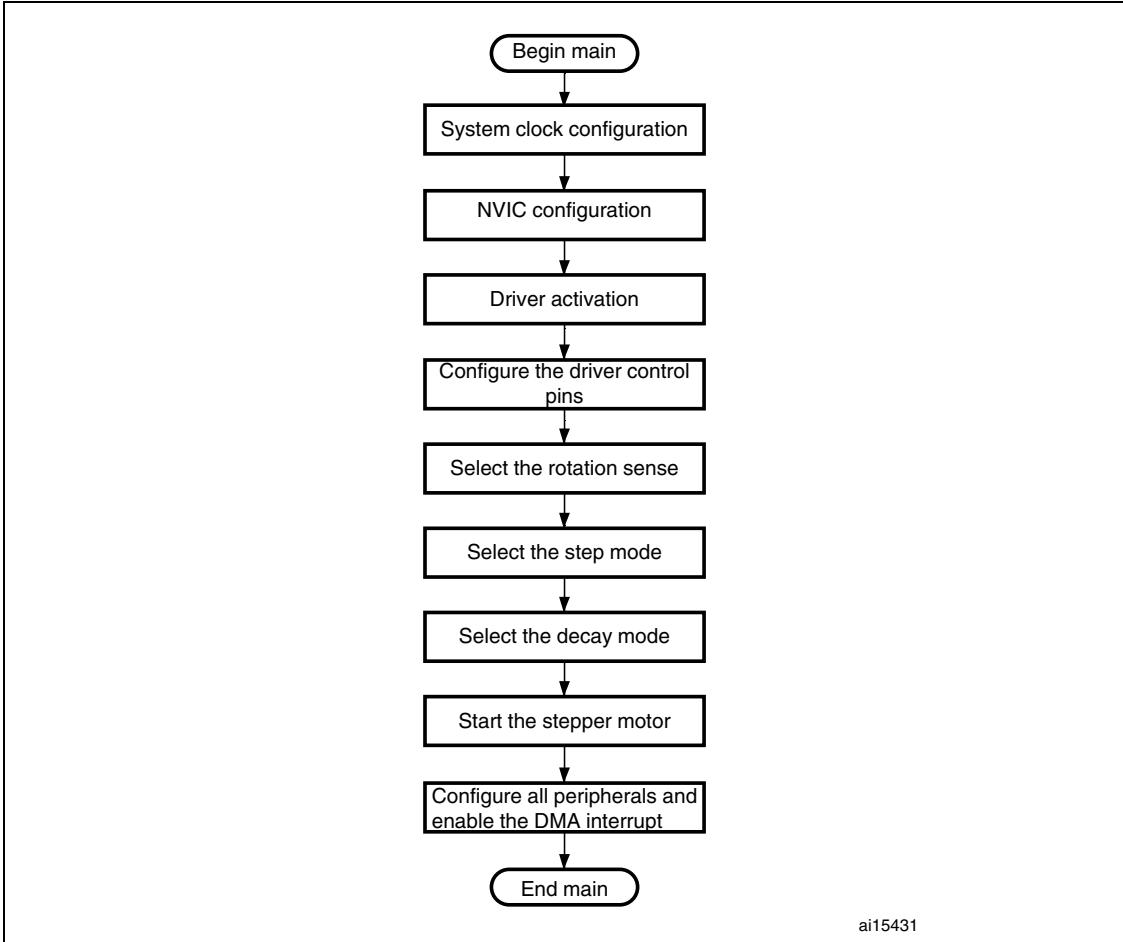 Begin main
System clock configuration
NVIC configuration
Driver activation
Configure the driver control
pins
Select the rotation sense
Select the step mode
Select the decay mode
Start the stepper motor
Configure all peripherals and
enable the DMA interrupt
End main
ai15431